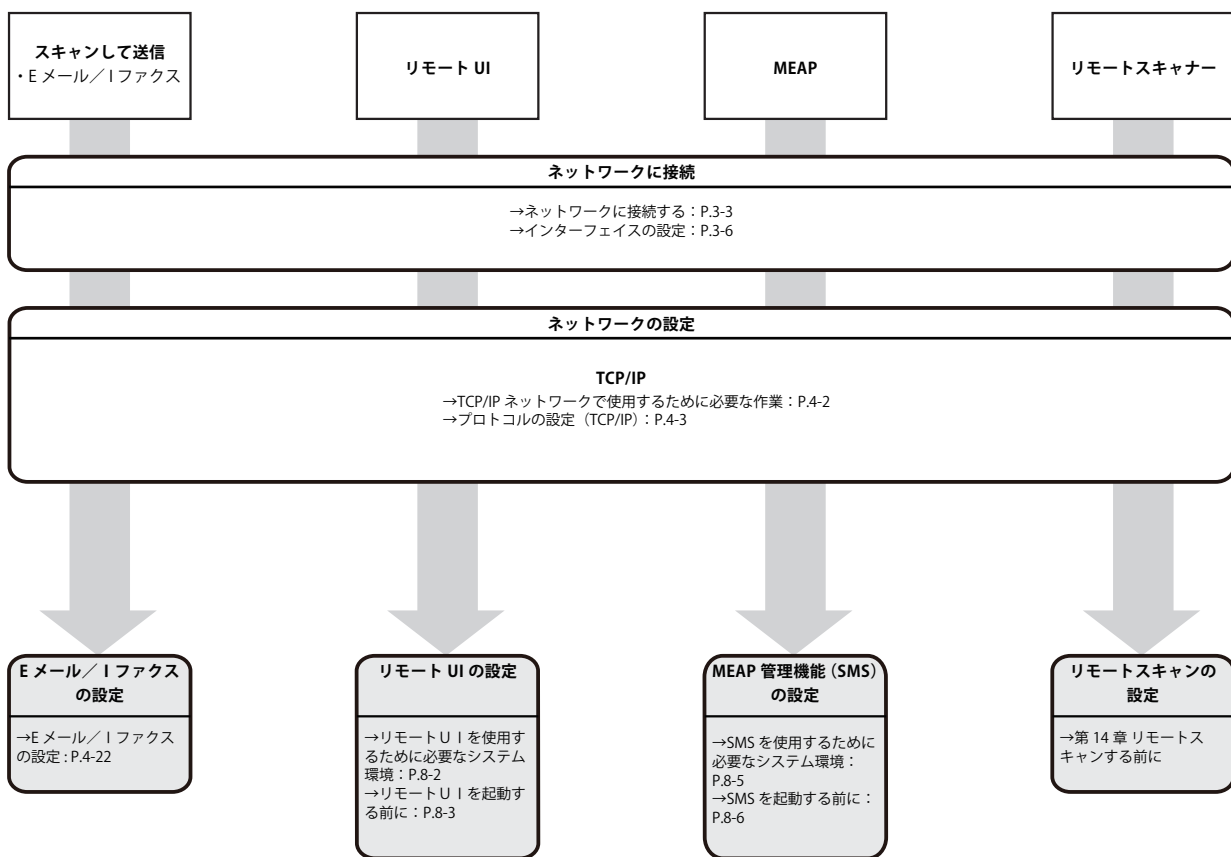 スキャンして送信
・E メール／I ファクス
リモート UI
MEAP
リモートスキャナー
ネットワークに接続
→ネットワークに接続する：P.3-3
→インターフェイスの設定：P.3-6
ネットワークの設定
TCP/IP
→TCP/IP ネットワークで使用するために必要な作業：P.4-2
→プロトコルの設定（TCP/IP）：P.4-3
E メール／ I ファクス
の設定
→E メール／ I ファクス
の設定 : P.4-22
リモート UI の設定
→リモートＵＩを使用す
るために必要なシステム
環境：P.8-2
→リモートＵＩを起動す
る前に：P.8-3
MEAP 管理機能（SMS）
の設定
→SMS を使用するために
必要なシステム環境：
P.8-5
→SMS を起動する前に：
P.8-6
リモートスキャンの
設定
→第 14 章 リモートス
キャンする前に